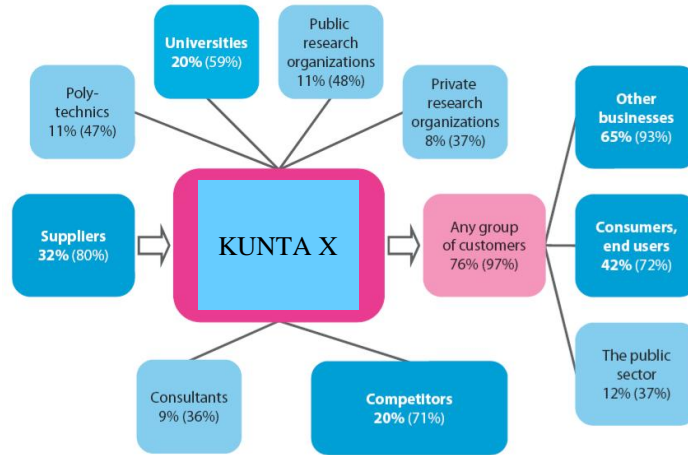 Universities
20% (59%)
Public
research
organizations
11% (48%)
Poly-
technics
11% (47%)
Private
research
organizations
8% (37%)
Other
businesses
65% (93%)
Suppliers
32% (80%)
KUNTA X
Any group
of customers
76% (97%)
Consumers,
end users
42% (72%)
Consultants
9% (36%)
Competitors
20% (71%)
The public
sector
12% (37%)